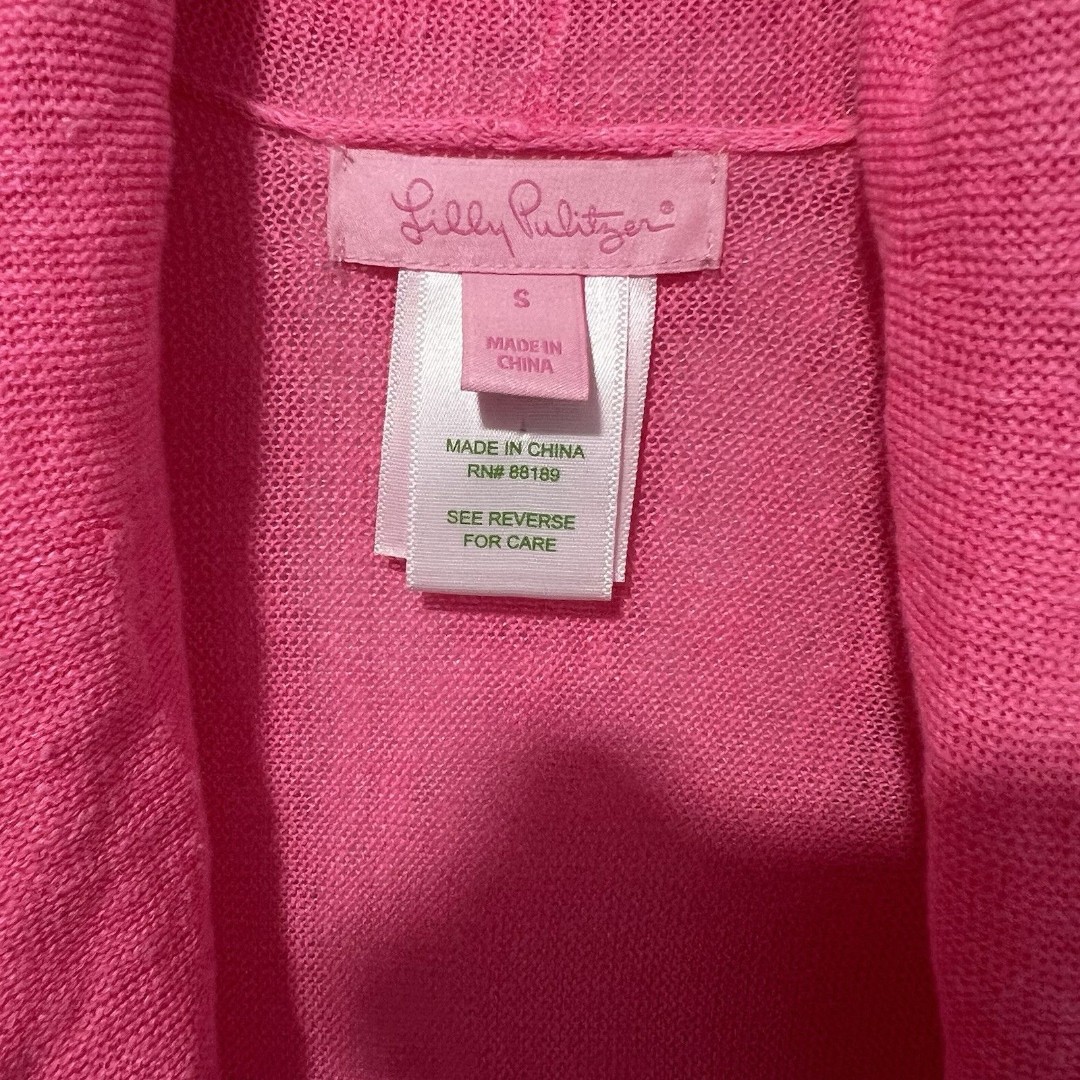 Lilly Pulitzer®
S
MADE IN
CHINA
MADE IN CHINA
RN# 88189
SEE REVERSE
FOR CARE